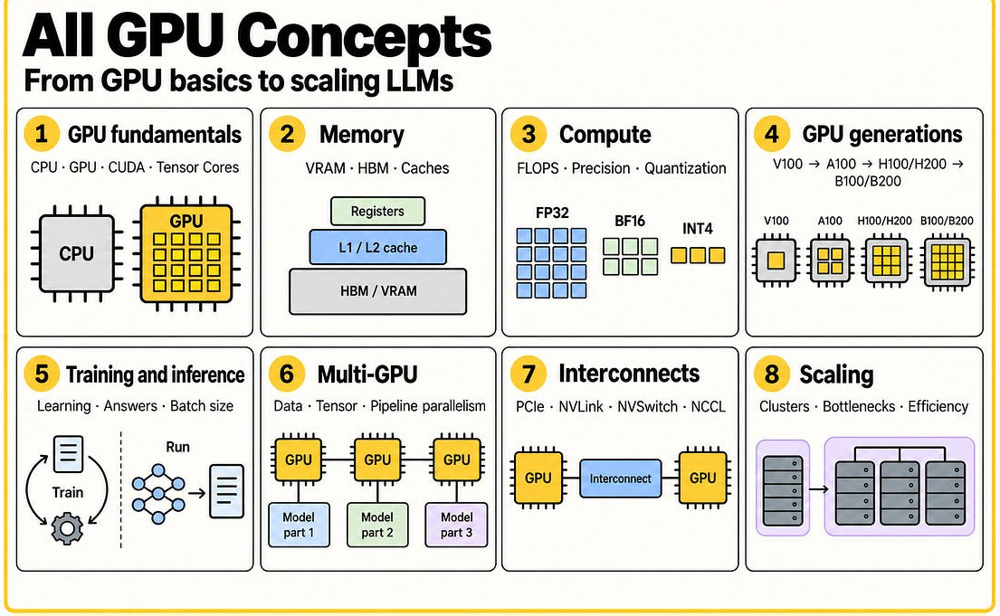 All GPU Concepts
From GPU basics to scaling LLMs
1 GPU fundamentals
CPU · GPU · CUDA · Tensor Cores
CPU
GPU
2 Memory
VRAM · HBM · Caches
Registers
L1 / L2 cache
HBM / VRAM
3 Compute
FLOPS · Precision · Quantization
FP32
BF16
INT4
4 GPU generations
V100 → A100 → H100/H200 →
B100/B200
V100 A100 H100/H200 B100/B200
5 Training and inference
Learning · Answers · Batch size
Train
Run
6 Multi-GPU
Data · Tensor · Pipeline parallelism
GPU GPU GPU
Model
part 1
Model
part 2
Model
part 3
7 Interconnects
PCIe · NVLink · NVSwitch · NCCL
GPU Interconnect GPU
8 Scaling
Clusters · Bottlenecks · Efficiency